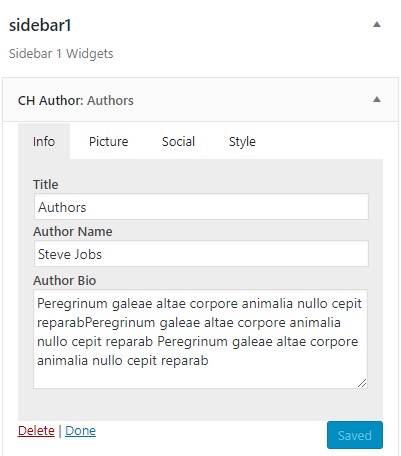 sidebar1
Sidebar 1 Widgets
CH Author: Authors
Info Picture Social Style
Title
Authors
Author Name
Steve Jobs
Author Bio
Peregrinum galeae altae corpore animalia nullo cepit
reparabPeregrinum galeae altae corpore animalia
nullo cepit reparab Peregrinum galeae altae corpore
animalia nullo cepit reparab
Delete | Done Saved